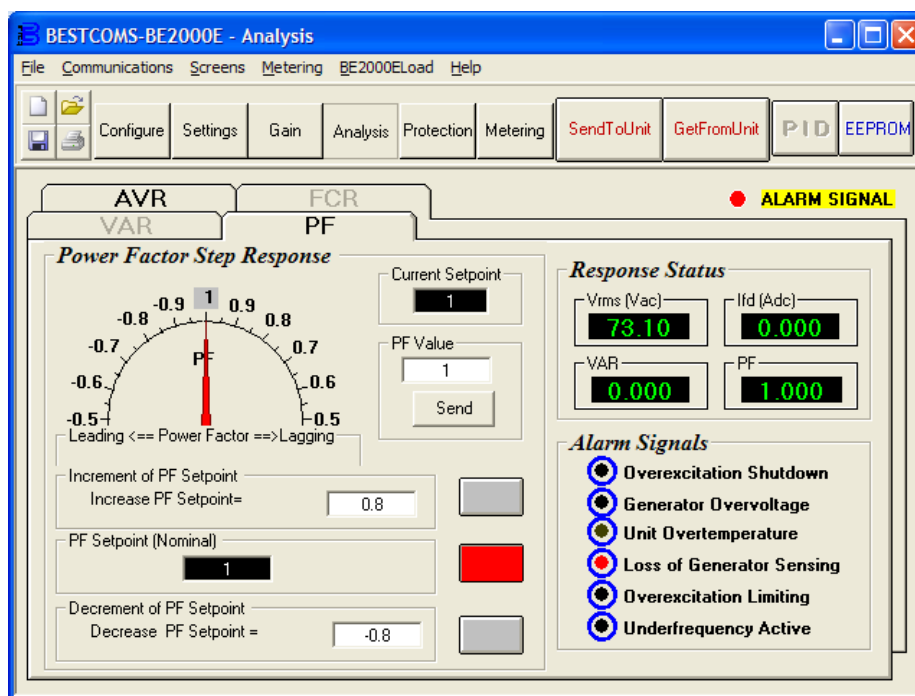 BESTCOMS-BE2000E - Analysis
File Communications Screens Metering BE2000ELoad Help
Configure Settings Gain Analysis Protection Metering SendToUnit GetFromUnit PID EEPROM
AVR FCR
ALARM SIGNAL
VAR PF
Power Factor Step Response
-0.5 -0.6 -0.7 -0.8 -0.9 1 0.9 0.8 0.7 0.6 0.5
PF
Leading <== Power Factor ==>Lagging
Current Setpoint
1
PF Value
1
Send
Increment of PF Setpoint
Increase PF Setpoint= 0.8
PF Setpoint (Nominal)
1
Decrement of PF Setpoint
Decrease PF Setpoint = -0.8
Response Status
Vrms (Vac) Ifd (Adc)
73.10 0.000
VAR PF
0.000 1.000
Alarm Signals
Overexcitation Shutdown
Generator Overvoltage
Unit Overtemperature
Loss of Generator Sensing
Overexcitation Limiting
Underfrequency Active